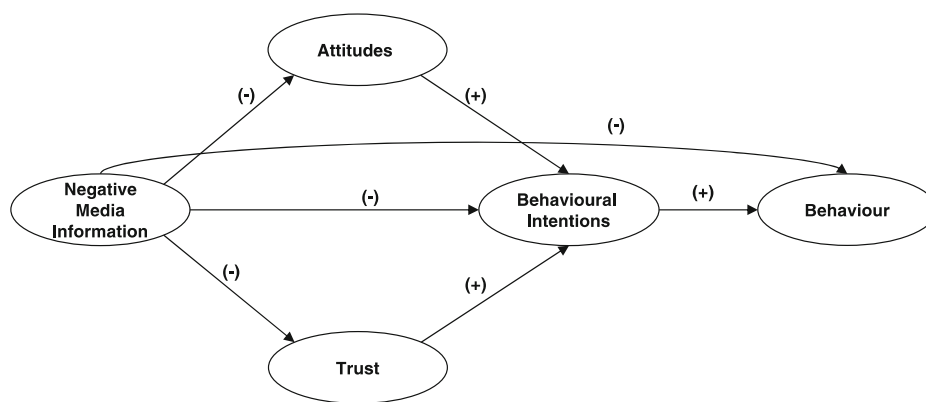 Attitudes
(-)
(+)
(-)
Negative
Media
Information
(-)
Behavioural
Intentions
(+)
Behaviour
(-)
(+)
Trust